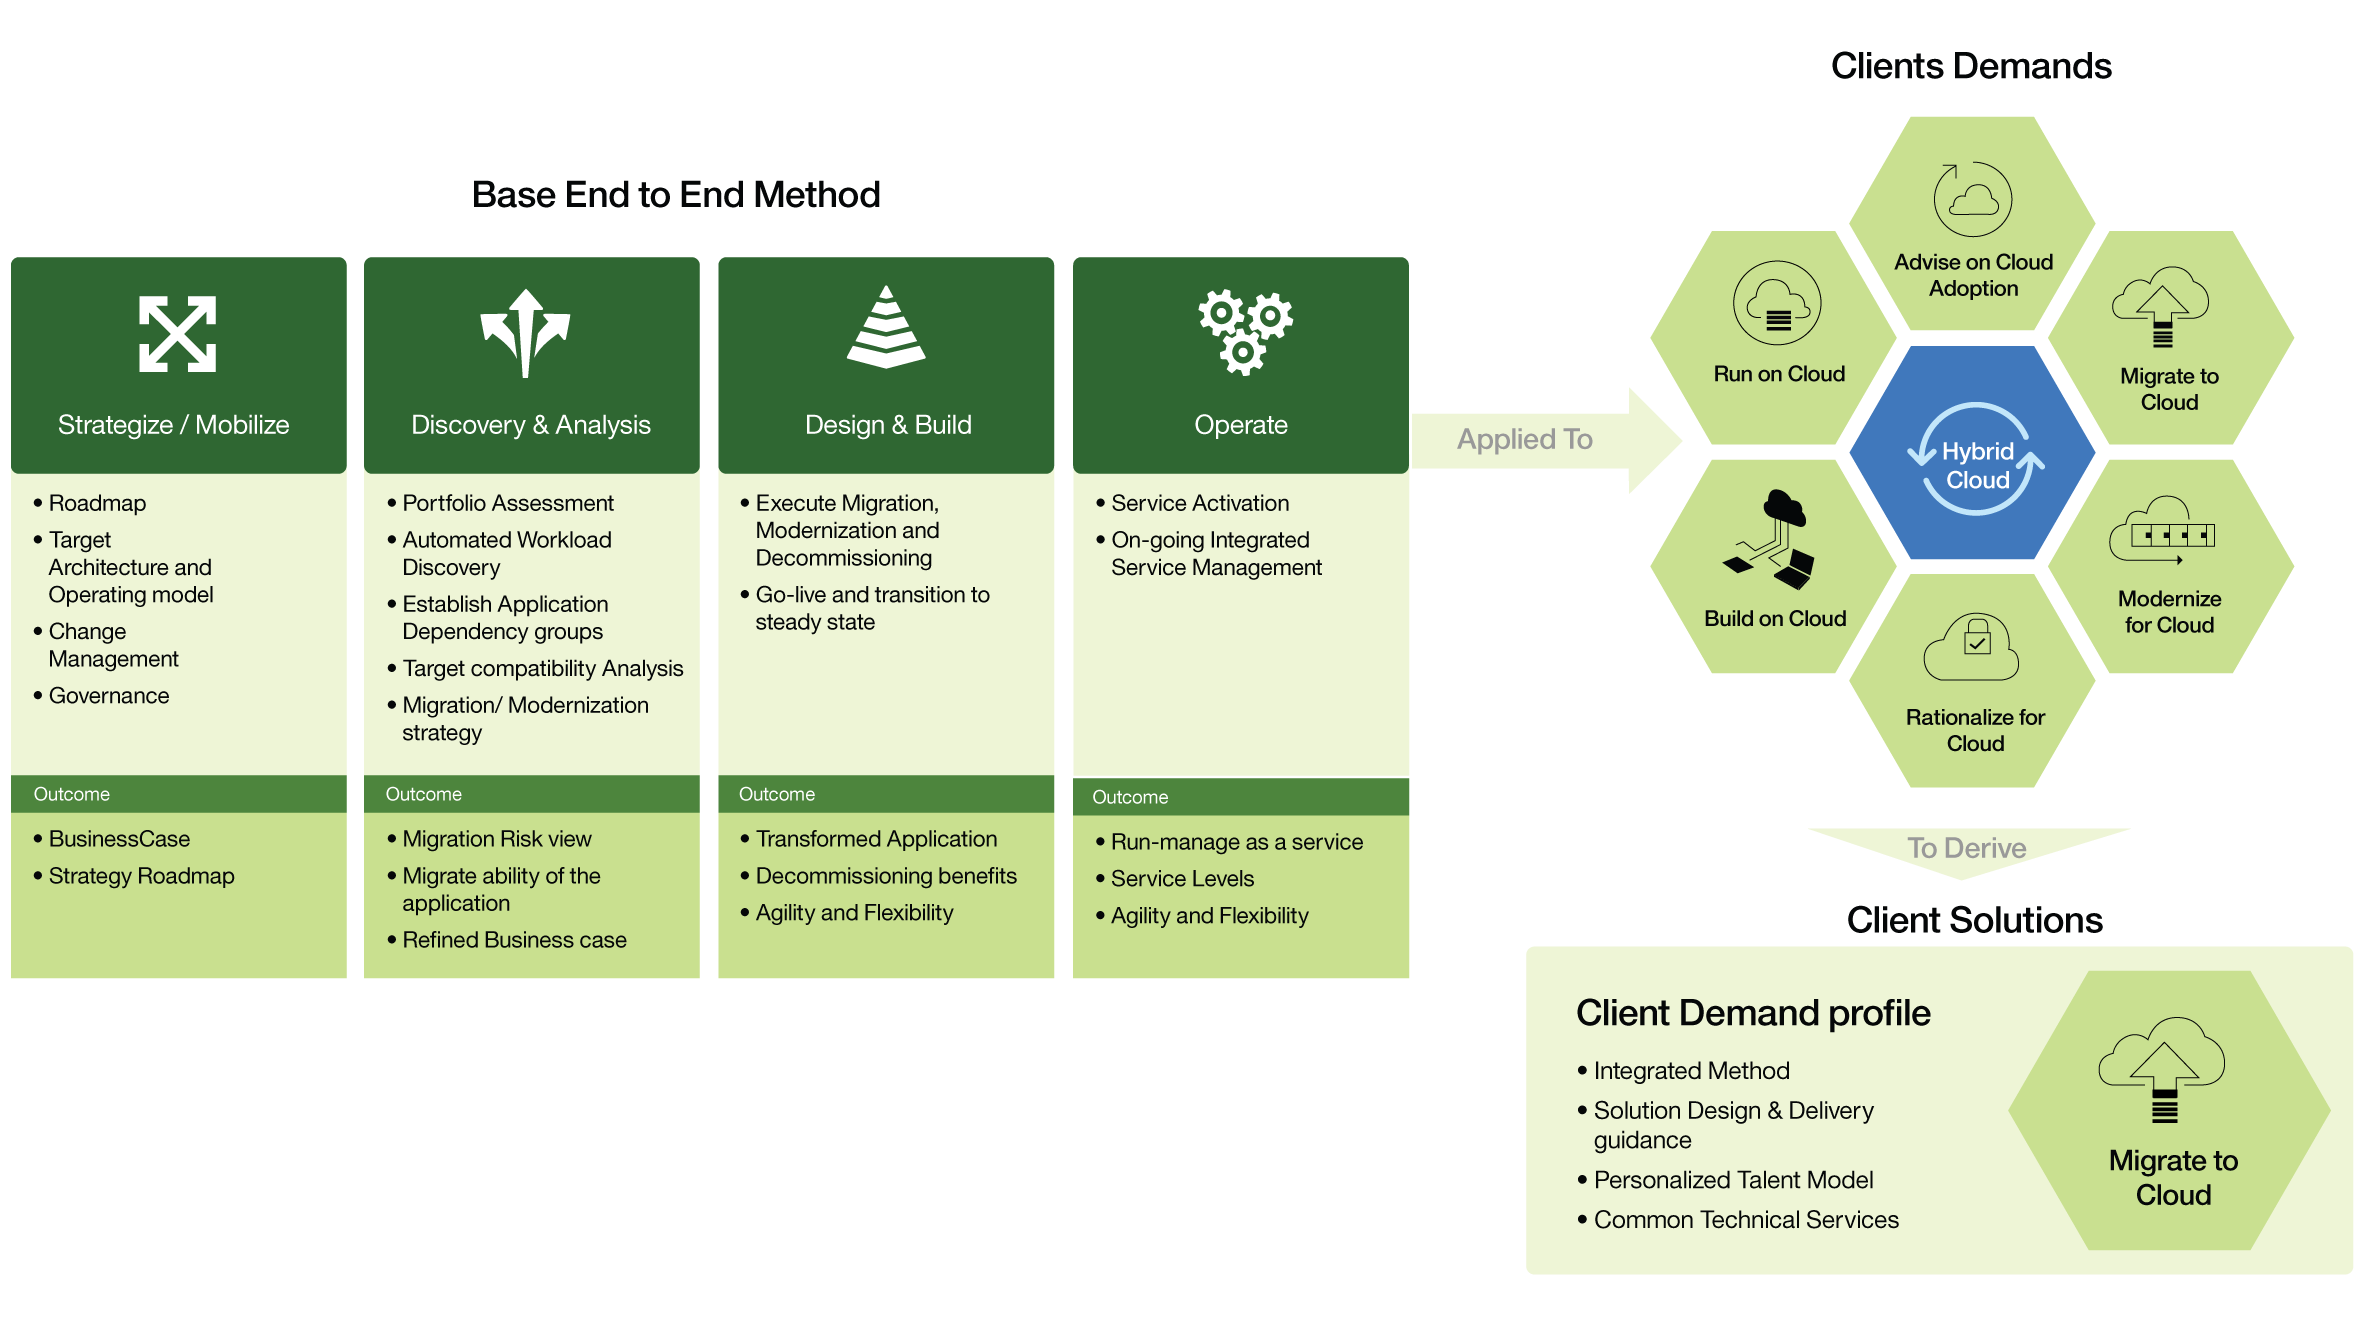 Base End to End Method
Strategize / Mobilize
• Roadmap
• Target
Architecture and
Operating model
• Change
Management
• Governance
Outcome
• BusinessCase
• Strategy Roadmap
Discovery & Analysis
• Portfolio Assessment
• Automated Workload
Discovery
• Establish Application
Dependency groups
• Target compatibility Analysis
• Migration/ Modernization
strategy
Outcome
• Migration Risk view
• Migrate ability of the
application
• Refined Business case
Design & Build
• Execute Migration,
Modernization and
Decommissioning
• Go-live and transition to
steady state
Outcome
• Transformed Application
• Decommissioning benefits
• Agility and Flexibility
Operate
• Service Activation
• On-going Integrated
Service Management
Outcome
• Run-manage as a service
• Service Levels
• Agility and Flexibility
Applied To
Clients Demands
Advise on Cloud
Adoption
Run on Cloud
Migrate to
Cloud
Hybrid
Cloud
Build on Cloud
Modernize
for Cloud
Rationalize for
Cloud
To Derive
Client Solutions
Client Demand profile
• Integrated Method
• Solution Design & Delivery
guidance
• Personalized Talent Model
• Common Technical Services
Migrate to
Cloud